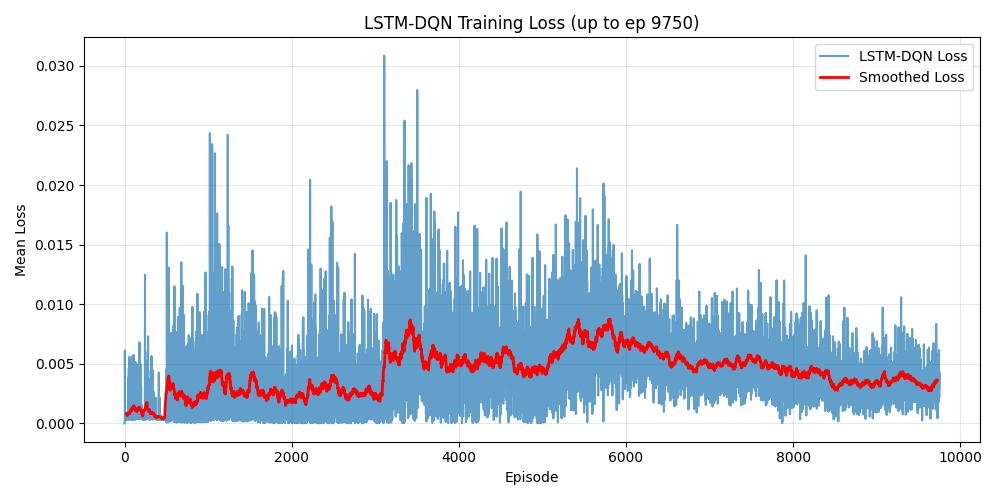 LSTM-DQN Training Loss (up to ep 9750)
LSTM-DQN Loss
Smoothed Loss
Mean Loss
0.030
0.025
0.020
0.015
0.010
0.005
0.000
0 2000 4000 6000 8000 10000
Episode